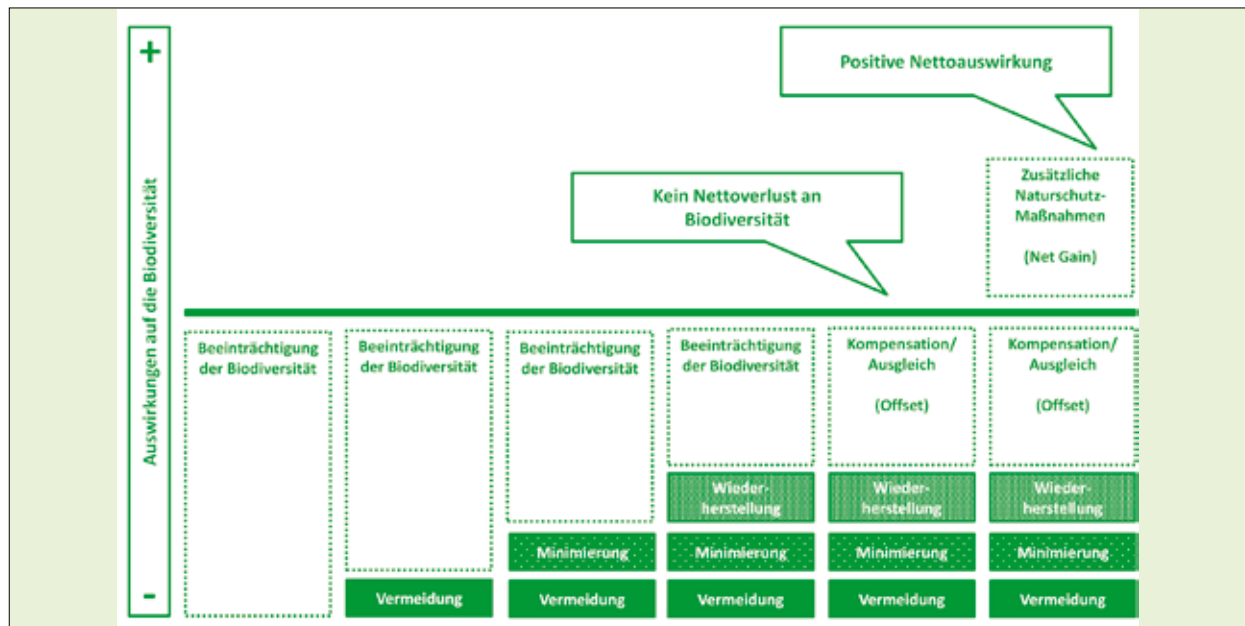 +
Auswirkungen auf die Biodiversität
-
Positive Nettoauswirkung
Kein Nettoverlust an
Biodiversität
Zusätzliche
Naturschutz-
Maßnahmen
(Net Gain)
Beeinträchtigung
der Biodiversität
Beeinträchtigung
der Biodiversität
Vermeidung
Beeinträchtigung
der Biodiversität
Minimierung
Vermeidung
Beeinträchtigung
der Biodiversität
Wieder-
herstellung
Minimierung
Vermeidung
Kompensation/
Ausgleich
(Offset)
Wieder-
herstellung
Minimierung
Vermeidung
Kompensation/
Ausgleich
(Offset)
Wieder-
herstellung
Minimierung
Vermeidung